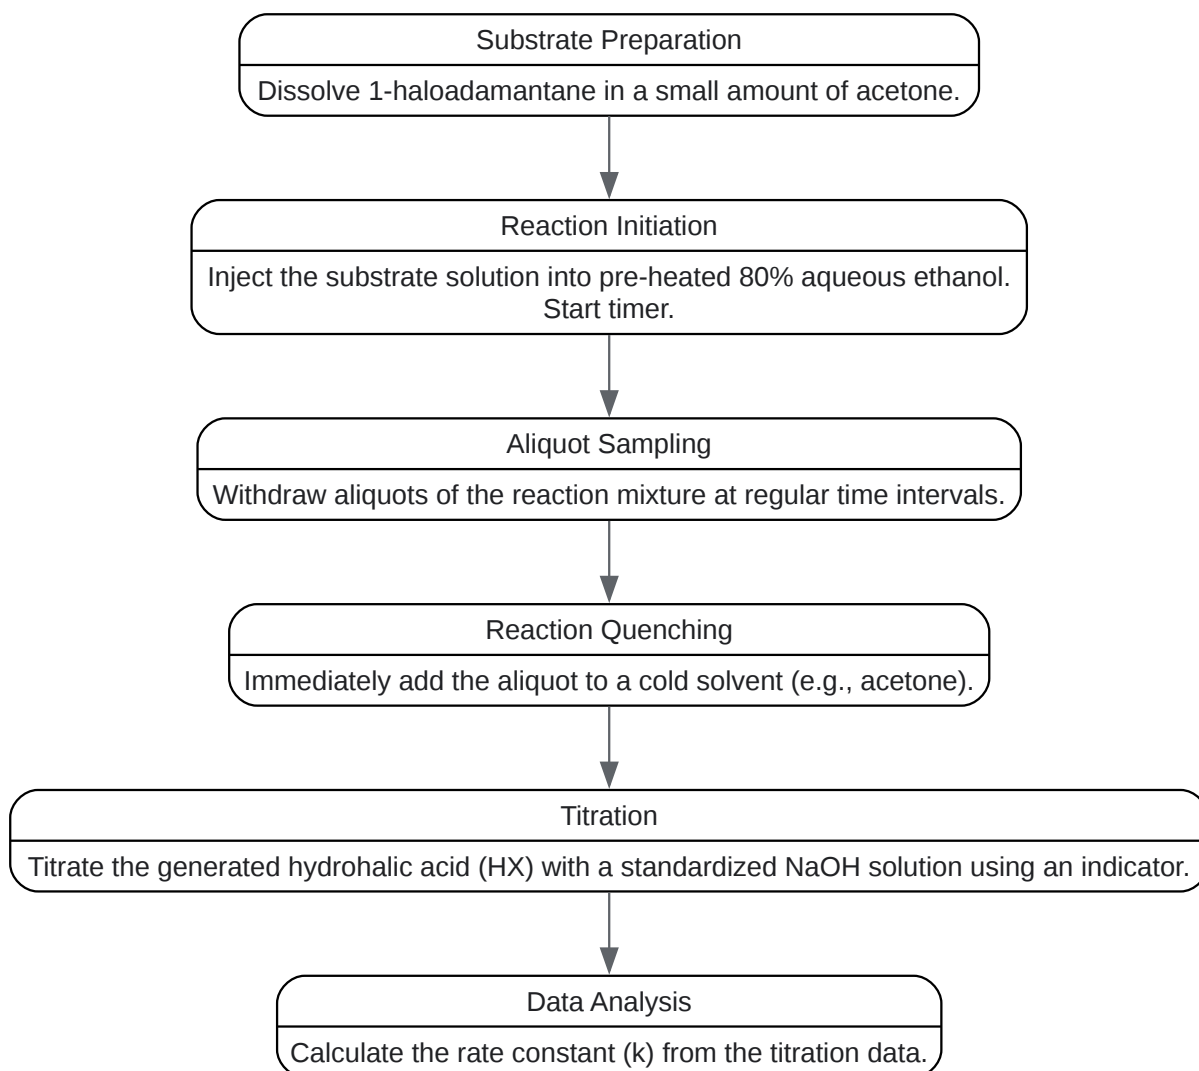 Substrate Preparation
Dissolve 1-haloadamantane in a small amount of acetone.
Reaction Initiation
Inject the substrate solution into pre-heated 80% aqueous ethanol.
Start timer.
Aliquot Sampling
Withdraw aliquots of the reaction mixture at regular time intervals.
Reaction Quenching
Immediately add the aliquot to a cold solvent (e.g., acetone).
Titration
Titrate the generated hydrohalic acid (HX) with a standardized NaOH solution using an indicator.
Data Analysis
Calculate the rate constant (k) from the titration data.